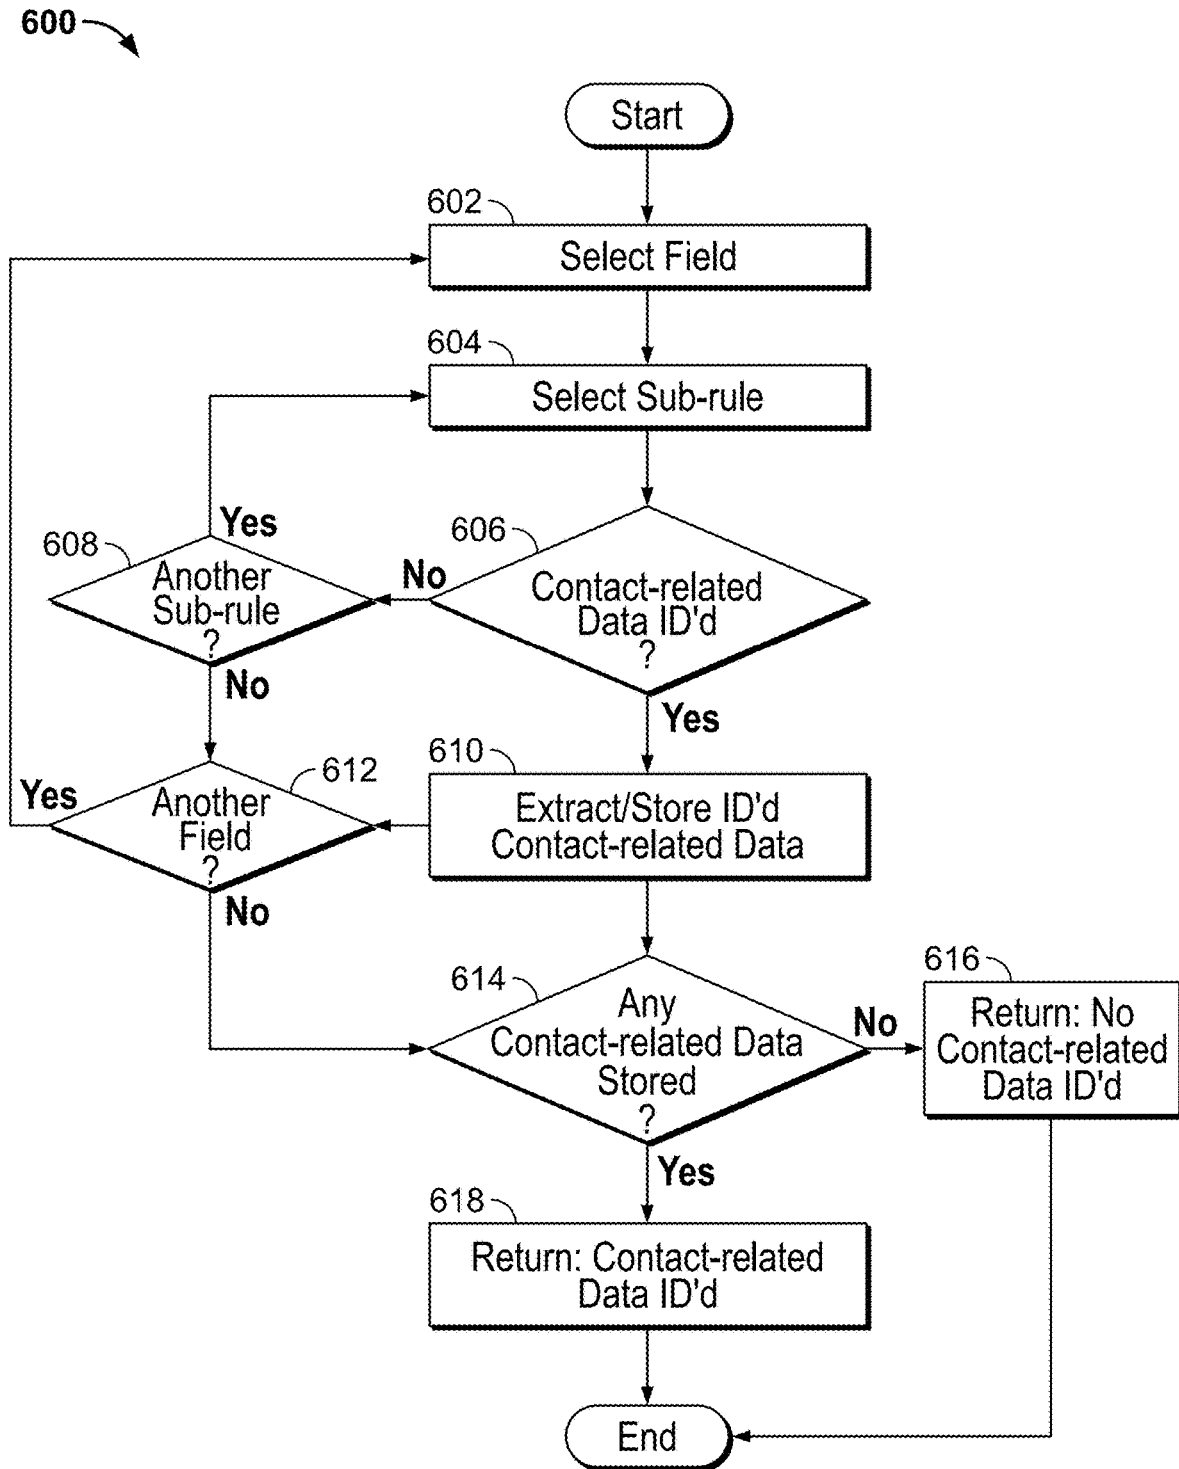 600
Start
602
Select Field
604
Select Sub-rule
Yes
608
Another
Sub-rule
?
No
606
Contact-related
Data ID'd
?
No
Yes
610
Extract/Store ID'd
Contact-related Data
612
Yes
Another
Field
?
No
614
Any
Contact-related Data
Stored
?
No
616
Return: No
Contact-related
Data ID'd
Yes
618
Return: Contact-related
Data ID'd
End